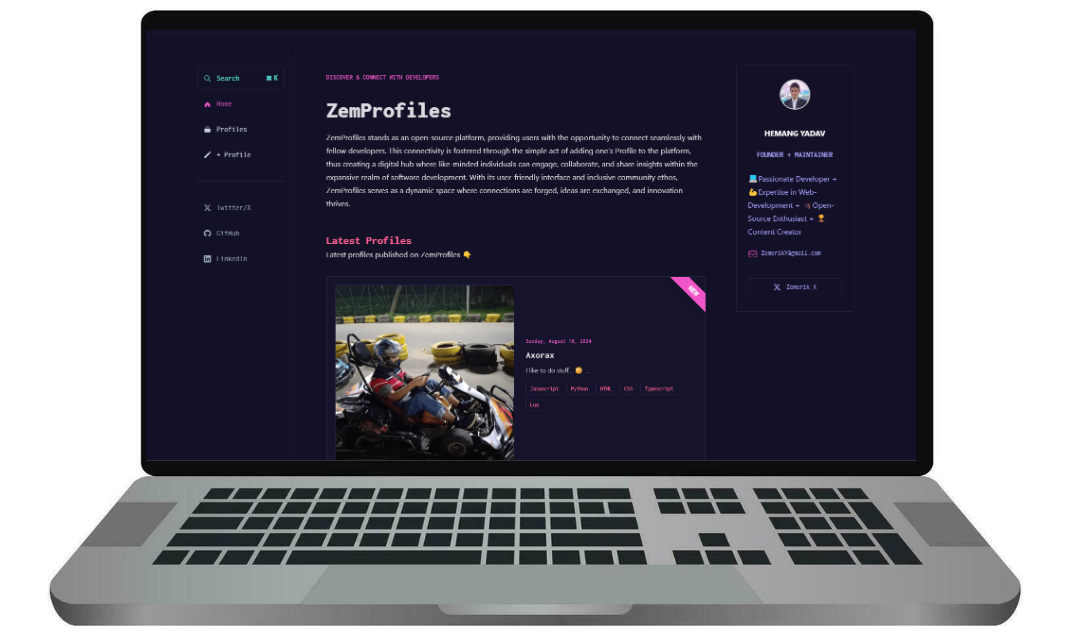 Search ⌘ K
Home
Profiles
+ Profile
Twitter/X
GitHub
LinkedIn
DISCOVER & CONNECT WITH DEVELOPERS
ZemProfiles
ZemProfiles stands as an open-source platform, providing users with the opportunity to connect seamlessly with
fellow developers. This connectivity is fostered through the simple act of adding one's Profile to the platform,
thus creating a digital hub where like-minded individuals can engage, collaborate, and share insights within the
expansive realm of software development. With its user-friendly interface and inclusive community ethos,
ZemProfiles serves as a dynamic space where connections are forged, ideas are exchanged, and innovation
thrives.
Latest Profiles
Latest profiles published on ZemProfiles 👇
NEW
Sunday, August 18, 2024
Axorax
I like to do stuff..
Javascript Python HTML CSS Typescript
Lua
HEMANG YADAV
FOUNDER + MAINTAINER
Passionate Developer +
💪Expertise in Web-
Development + Open-
Source Enthusiast +
Content Creator
Zemerik X